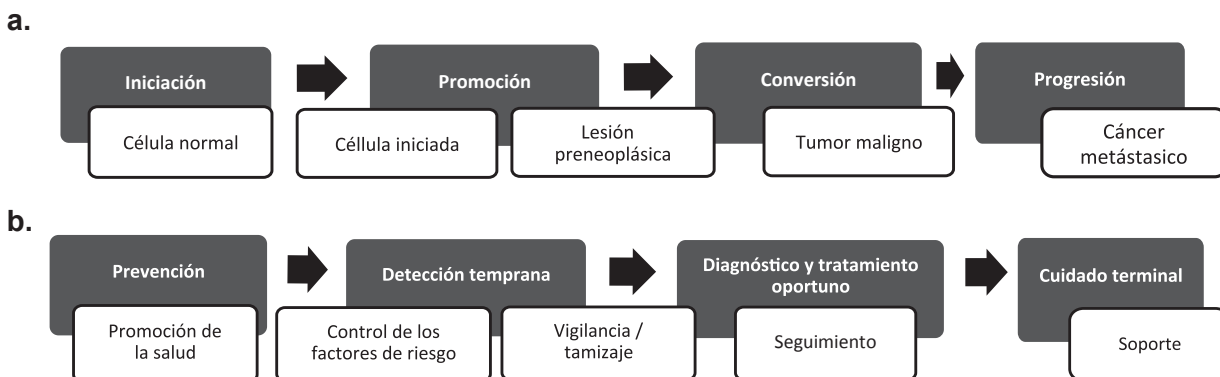 a.
Iniciación
Célula normal
Promoción
Céllula iniciada
Lesión
preneoplásica
Conversión
Tumor maligno
Progresión
Cáncer
metástasico
b.
Prevención
Promoción de
la salud
Detección temprana
Control de los
factores de riesgo
Vigilancia /
tamizaje
Diagnóstico y tratamiento
oportuno
Seguimiento
Cuidado terminal
Soporte